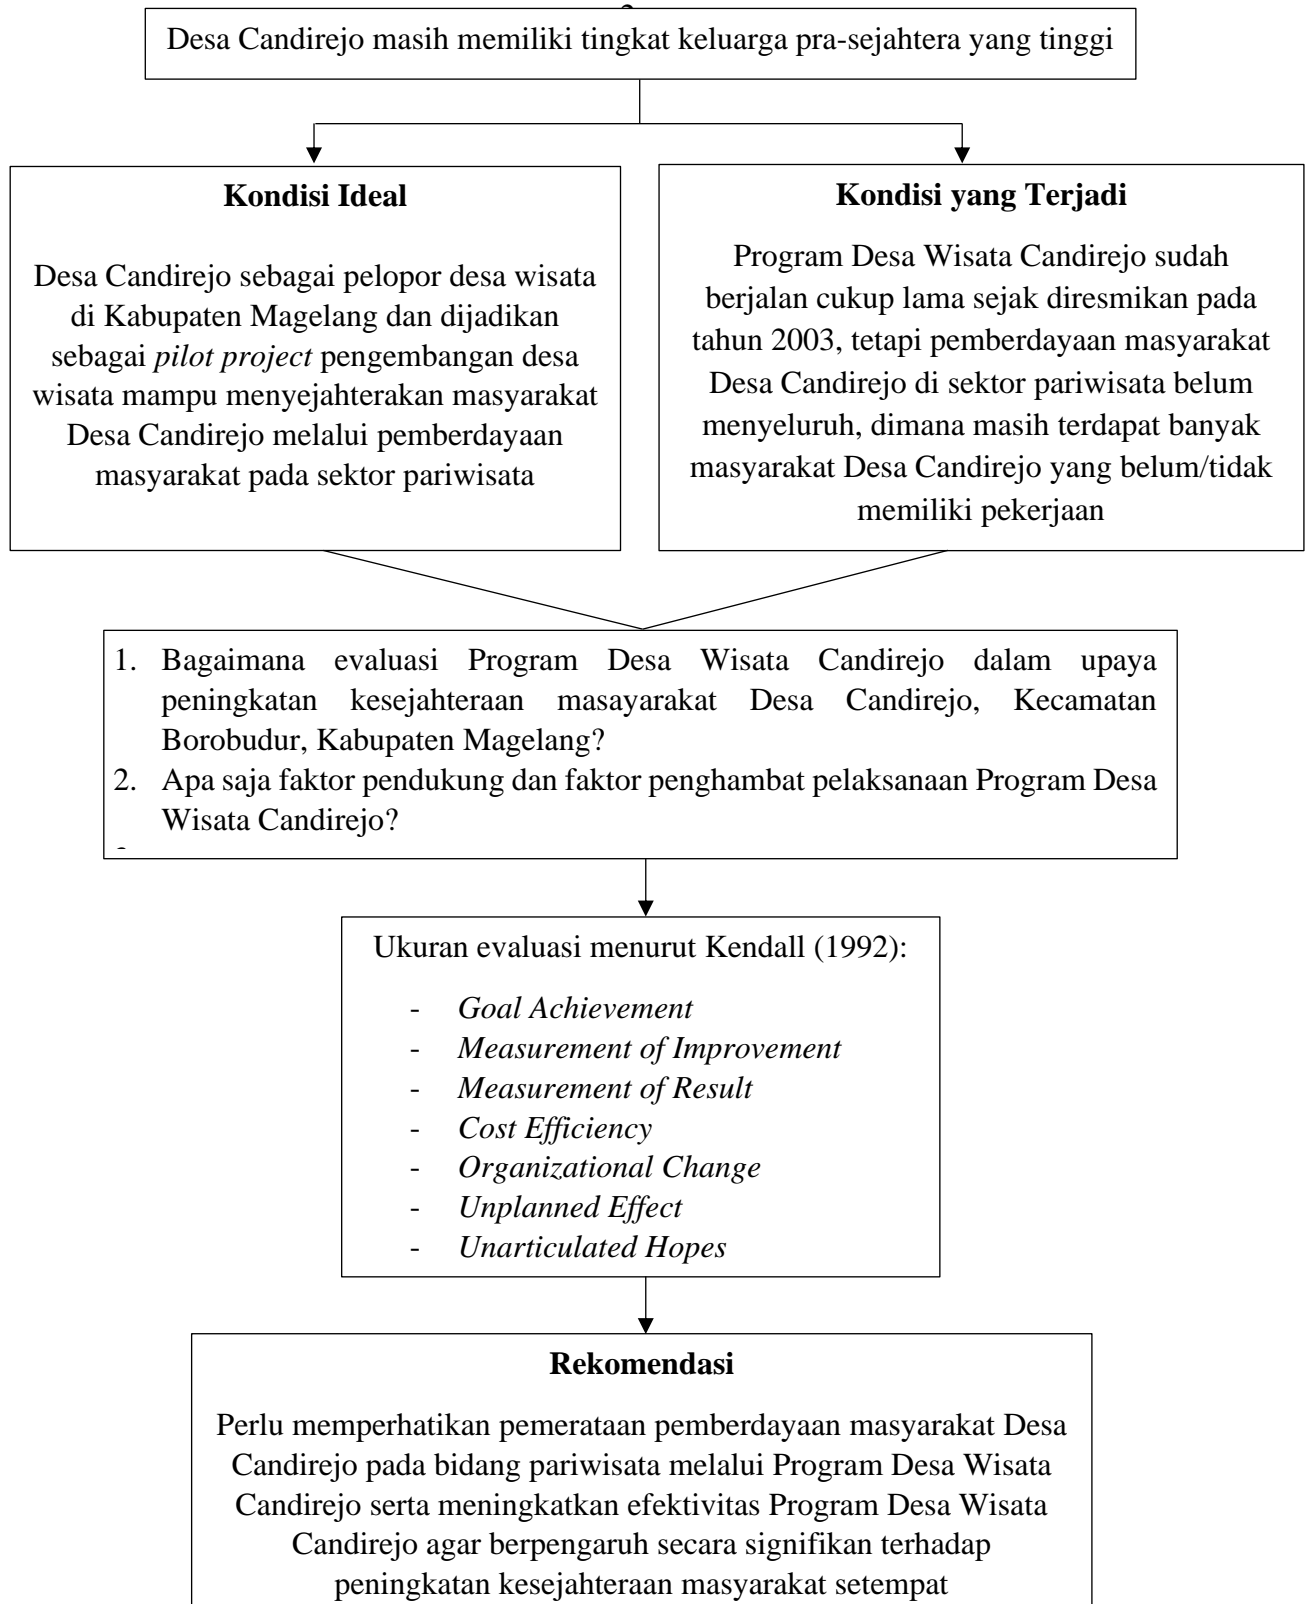 Desa Candirejo masih memiliki tingkat keluarga pra-sejahtera yang tinggi
Kondisi Ideal
Desa Candirejo sebagai pelopor desa wisata
di Kabupaten Magelang dan dijadikan
sebagai pilot project pengembangan desa
wisata mampu menyejahterakan masyarakat
Desa Candirejo melalui pemberdayaan
masyarakat pada sektor pariwisata
Kondisi yang Terjadi
Program Desa Wisata Candirejo sudah
berjalan cukup lama sejak diresmikan pada
tahun 2003, tetapi pemberdayaan masyarakat
Desa Candirejo di sektor pariwisata belum
menyeluruh, dimana masih terdapat banyak
masyarakat Desa Candirejo yang belum/tidak
memiliki pekerjaan
1. Bagaimana evaluasi Program Desa Wisata Candirejo dalam upaya
peningkatan kesejahteraan masayarakat Desa Candirejo, Kecamatan
Borobudur, Kabupaten Magelang?
2. Apa saja faktor pendukung dan faktor penghambat pelaksanaan Program Desa
Wisata Candirejo?
Ukuran evaluasi menurut Kendall (1992):
- Goal Achievement
- Measurement of Improvement
- Measurement of Result
- Cost Efficiency
- Organizational Change
- Unplanned Effect
- Unarticulated Hopes
Rekomendasi
Perlu memperhatikan pemerataan pemberdayaan masyarakat Desa
Candirejo pada bidang pariwisata melalui Program Desa Wisata
Candirejo serta meningkatkan efektivitas Program Desa Wisata
Candirejo agar berpengaruh secara signifikan terhadap
peningkatan kesejahteraan masyarakat setempat